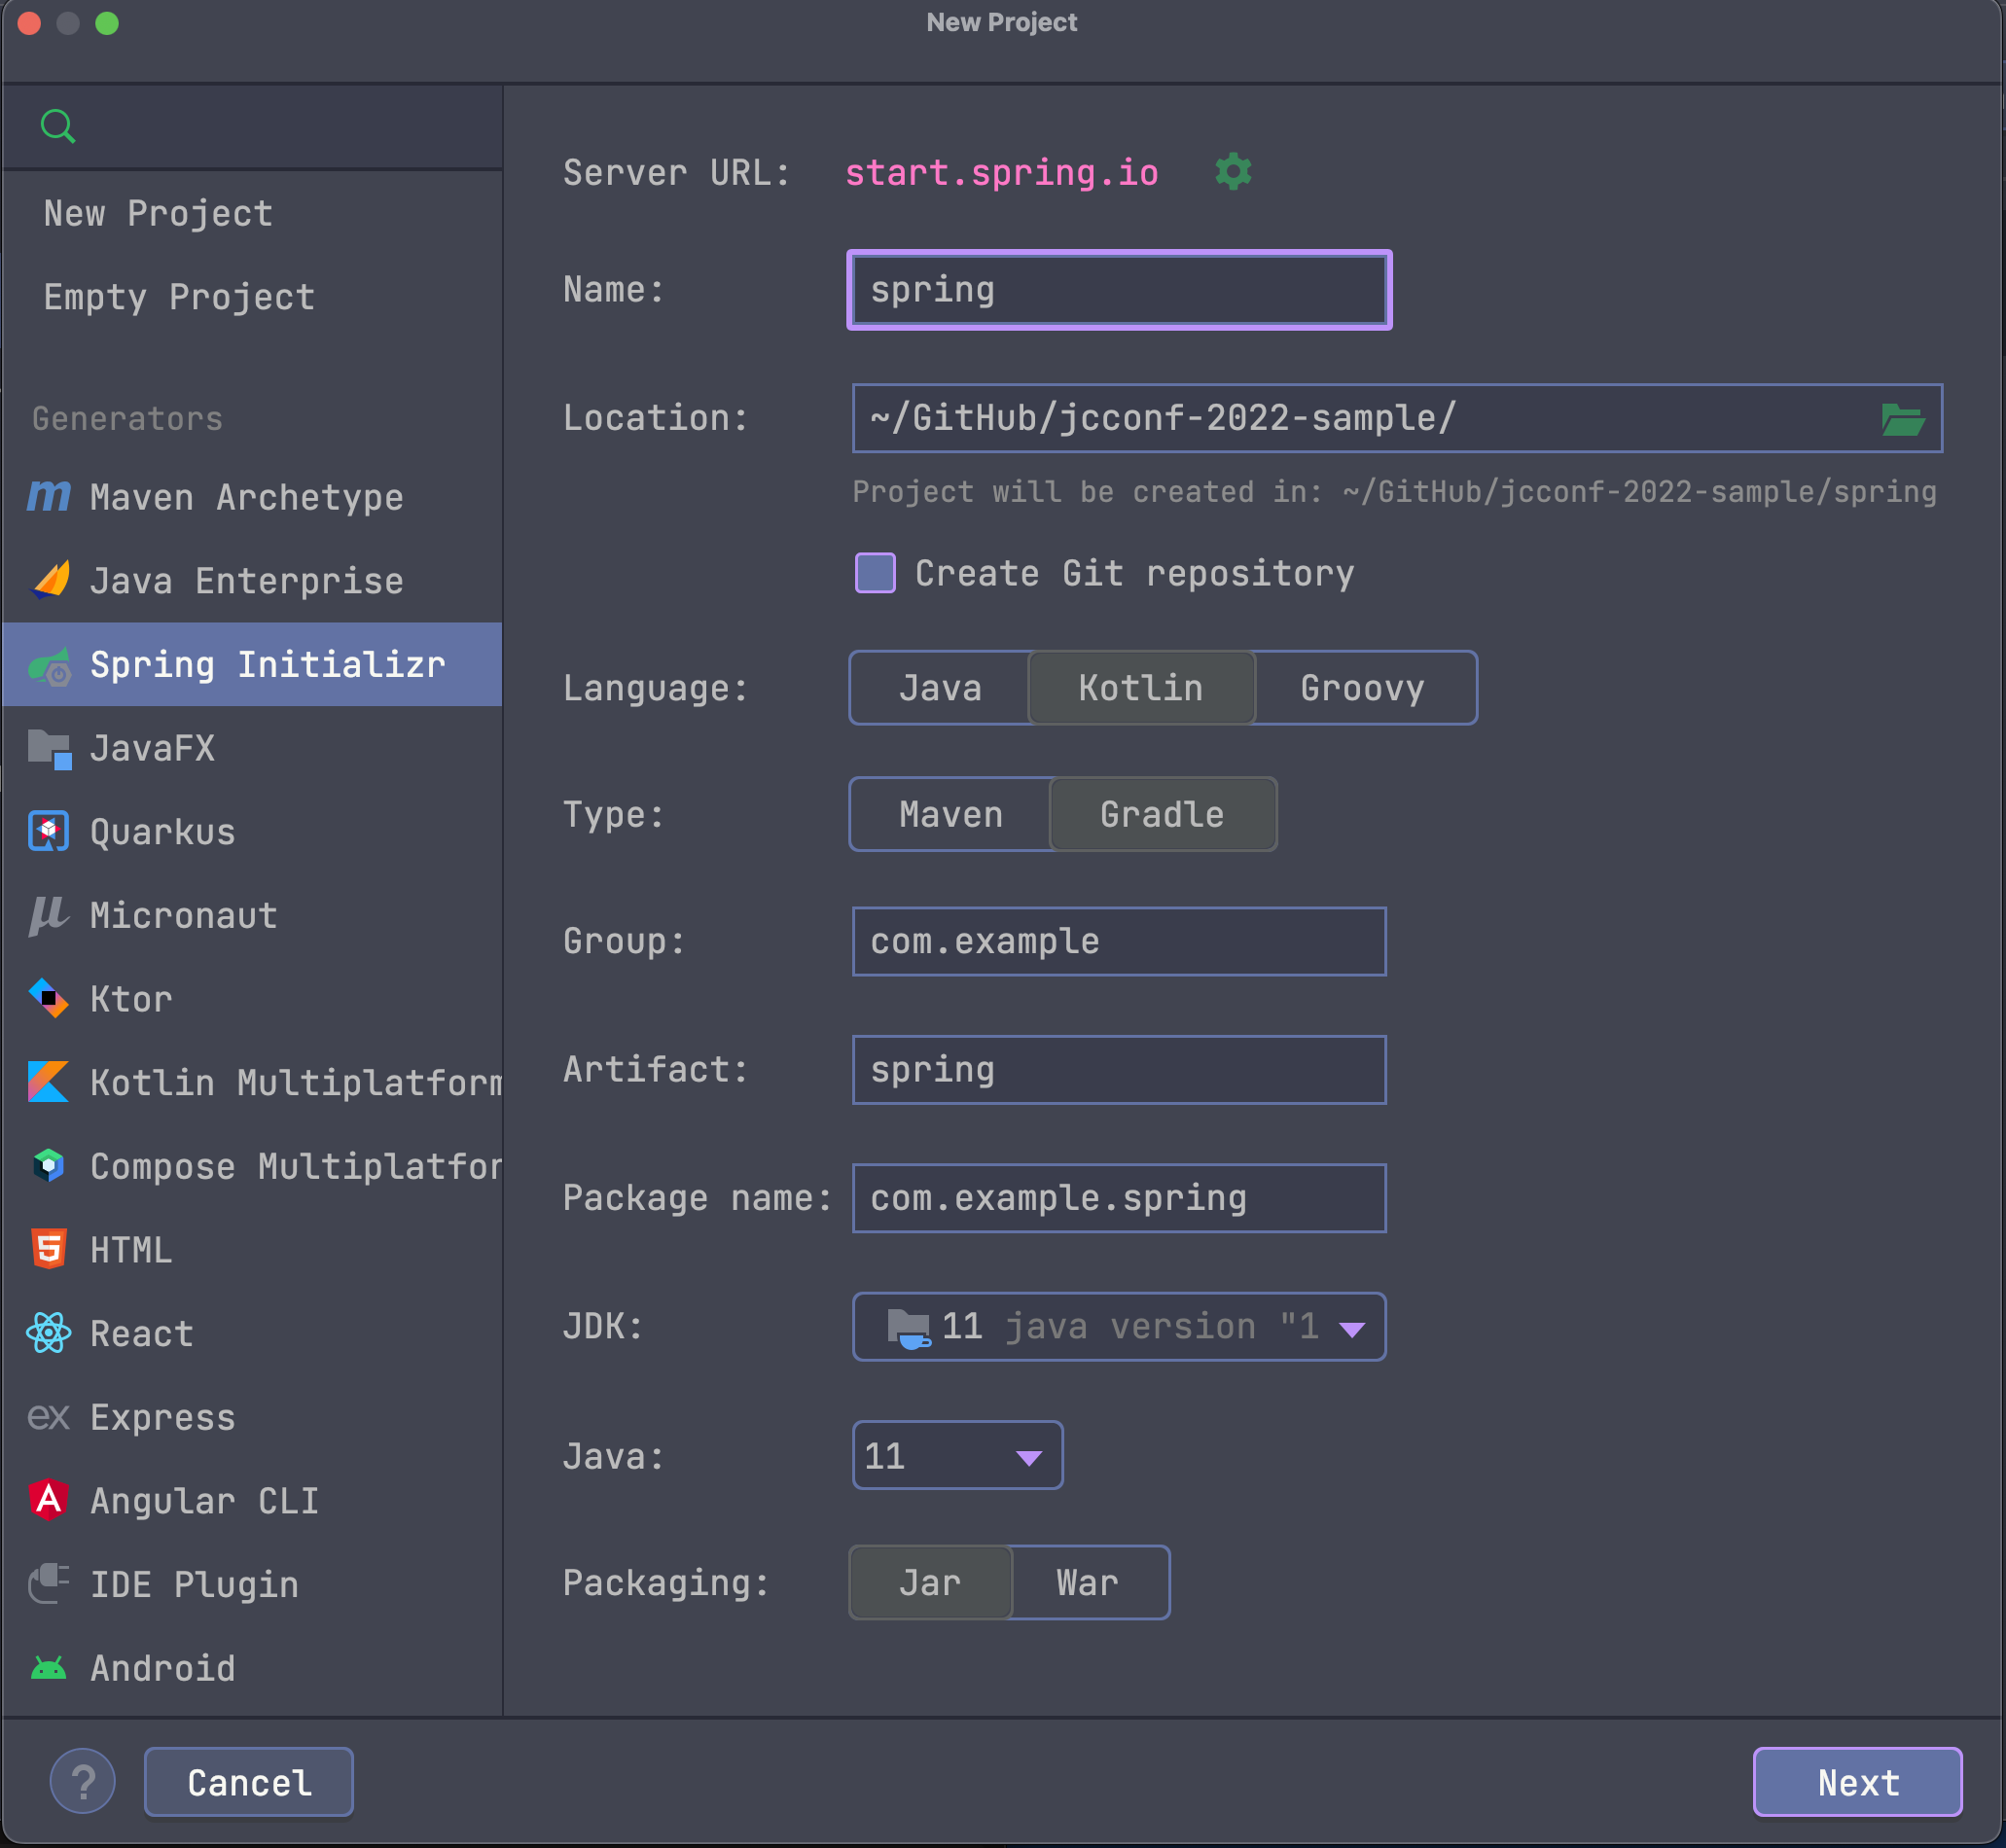 New Project
New Project
Empty Project
Generators
Maven Archetype
Java Enterprise
Spring Initializr
JavaFX
Quarkus
Micronaut
Ktor
Kotlin Multiplatform
Compose Multiplatfor
HTML
React
Express
Angular CLI
IDE Plugin
Android
Server URL: start.spring.io
Name: spring
Location: ~/GitHub/jcconf-2022-sample/
Project will be created in: ~/GitHub/jcconf-2022-sample/spring
Create Git repository
Language: Java Kotlin Groovy
Type: Maven Gradle
Group: com.example
Artifact: spring
Package name: com.example.spring
JDK: 11 java version "1
Java: 11
Packaging: Jar War
? Cancel Next